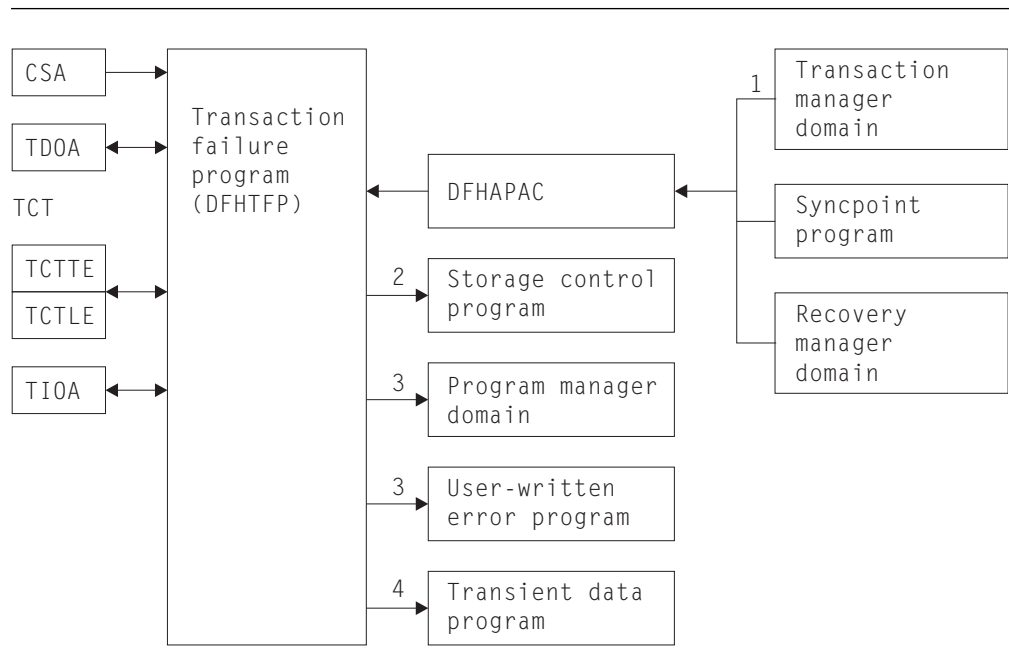 CSA
TDOA
TCT
TCTTE
TCTLE
TIOA
Transaction
failure
program
(DFHTFP)
DFHAPAC
2
Storage control
program
3
Program manager
domain
3
User-written
error program
4
Transient data
program
1
Transaction
manager
domain
Syncpoint
program
Recovery
manager
domain